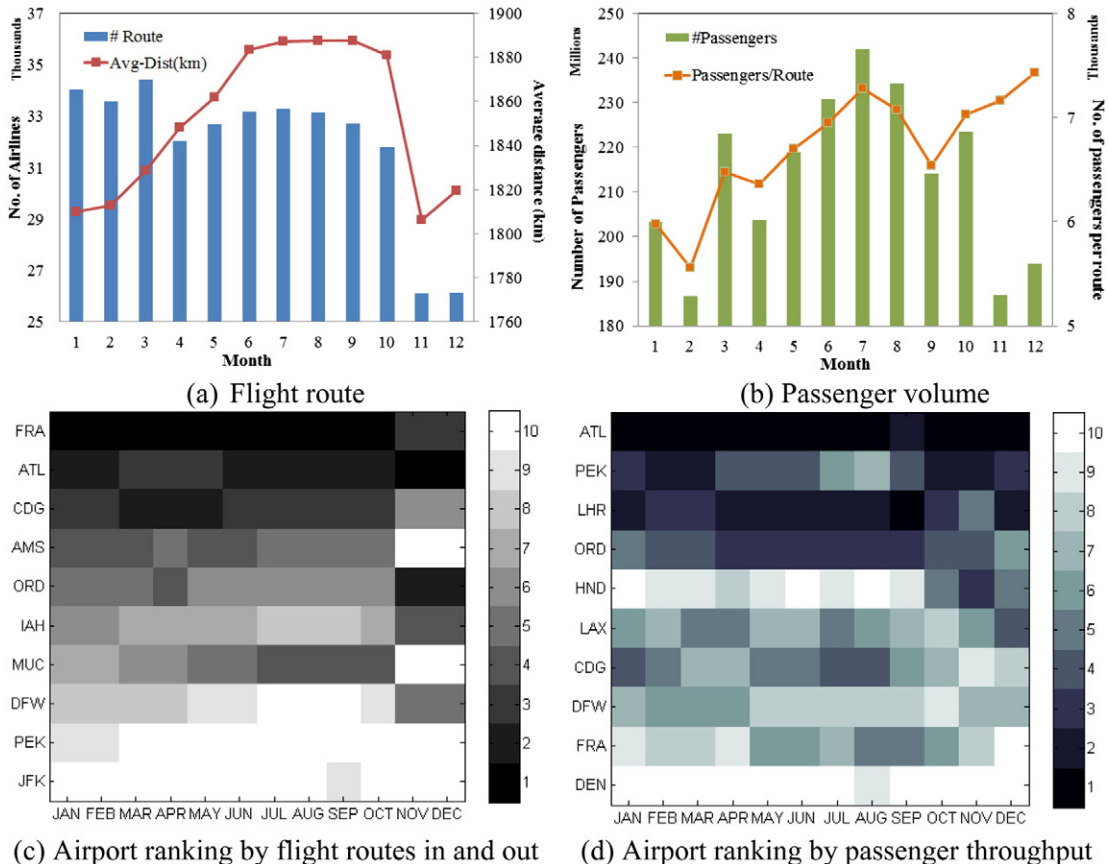 37
1900
Thousands
# Route
Avg-Dist(km)
35
1880
33
1860
31
1840
29
1820
27
1800
1780
25
1760
No. of Airlines
Average distance (km)
1 2 3 4 5 6 7 8 9 10 11 12
Month
(a) Flight route
250
8
Millions
Thousands
#Passengers
Passengers/Route
240
230
7
220
210
6
200
190
180
5
Number of Passengers
No. of passengers per route
1 2 3 4 5 6 7 8 9 10 11 12
Month
(b) Passenger volume
FRA
ATL
CDG
AMS
ORD
IAH
MUC
DFW
PEK
JFK
JAN FEB MAR APR MAY JUN JUL AUG SEP OCT NOV DEC
10
9
8
7
6
5
4
3
2
1
(c) Airport ranking by flight routes in and out
ATL
PEK
LHR
ORD
HND
LAX
CDG
DFW
FRA
DEN
JAN FEB MAR APR MAY JUN JUL AUG SEP OCT NOV DEC
10
9
8
7
6
5
4
3
2
1
(d) Airport ranking by passenger throughput